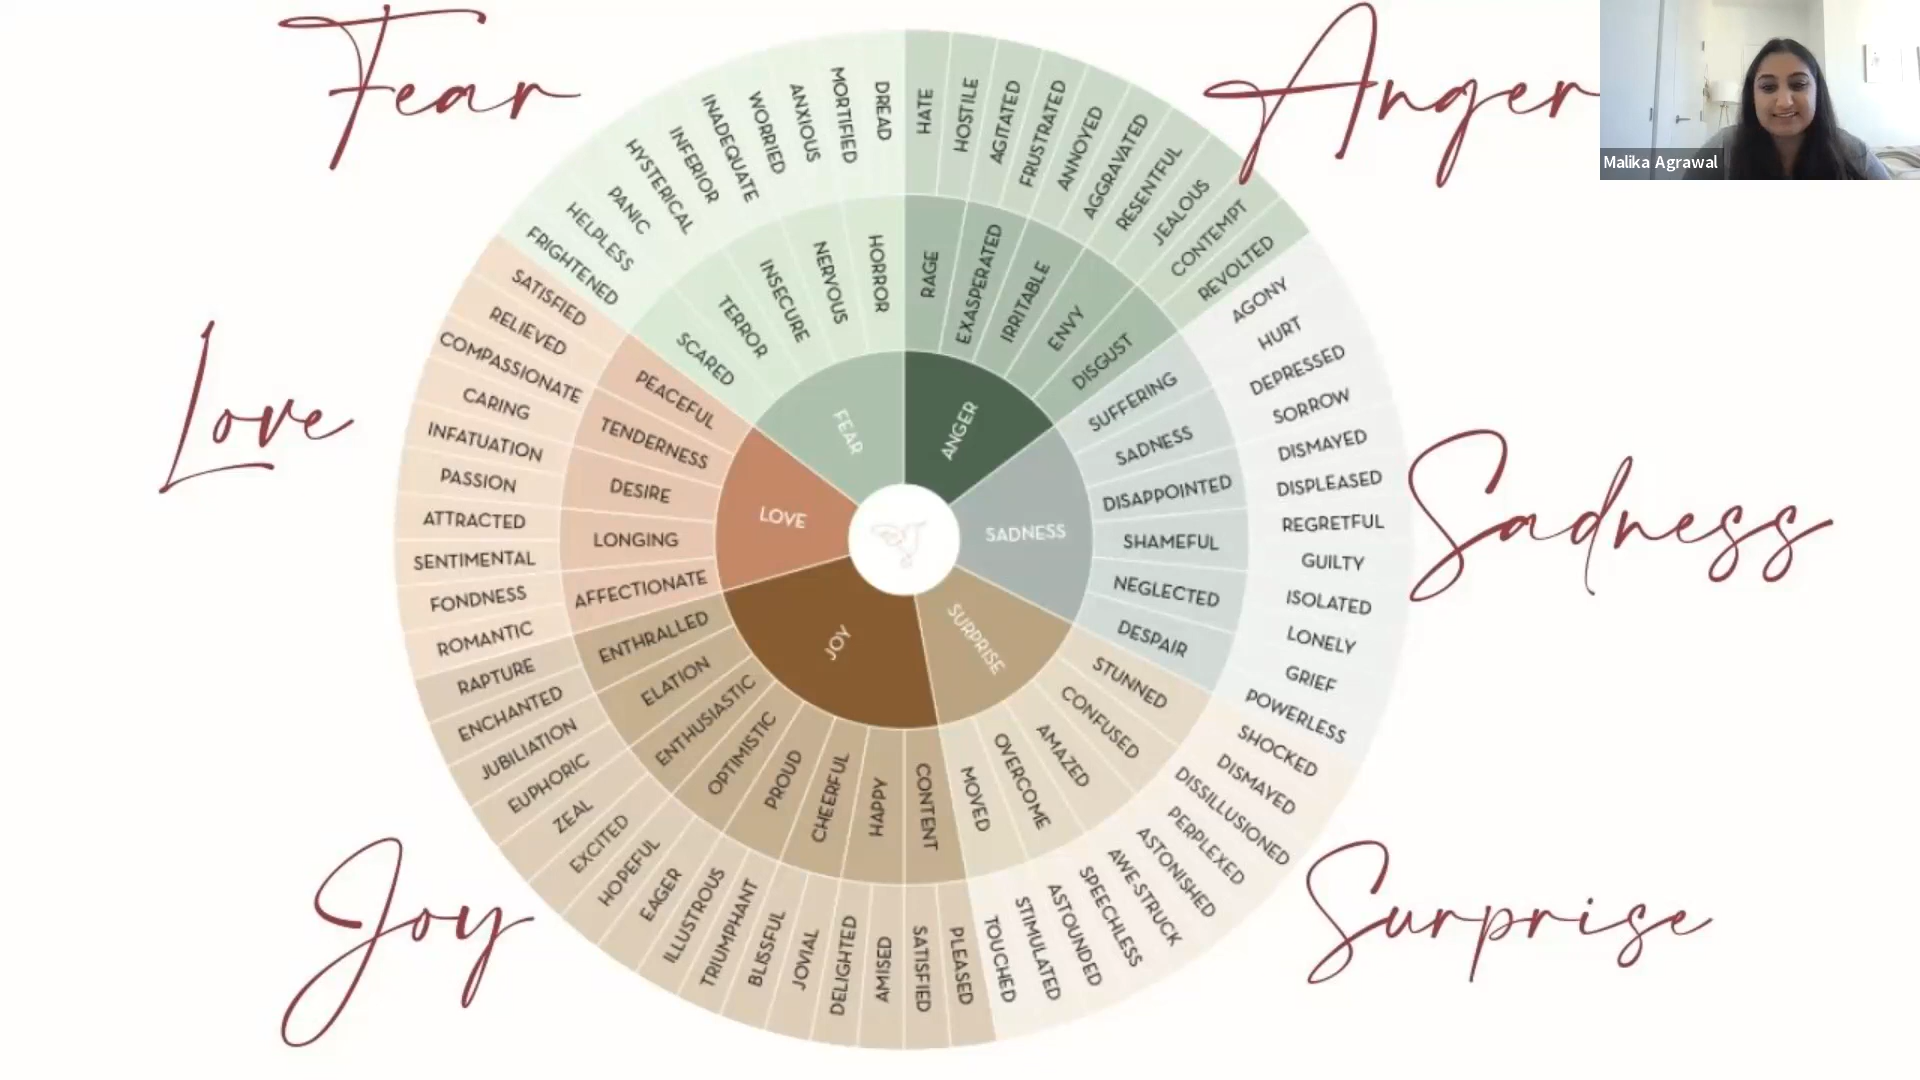 Fear
Anger
Love
Sadness
Joy
Surprise
Malika Agrawal
FEAR
ANGER
SADNESS
SURPRISE
JOY
LOVE
SCARED
TERROR
INSECURE
NERVOUS
HORROR
RAGE
EXASPERATED
IRRITABLE
ENVY
DISGUST
SUFFERING
SADNESS
DISAPPOINTED
SHAMEFUL
NEGLECTED
DESPAIR
STUNNED
CONFUSED
AMAZED
OVERCOME
MOVED
CONTENT
HAPPY
CHEERFUL
PROUD
OPTIMISTIC
ENTHUSIASTIC
ELATION
ENTHRALLED
AFFECTIONATE
LONGING
DESIRE
TENDERNESS
PEACEFUL
FRIGHTENED
HELPLESS
PANIC
HYSTERICAL
INFERIOR
INADEQUATE
WORRIED
ANXIOUS
MORTIFIED
DREAD
HATE
HOSTILE
AGITATED
FRUSTRATED
ANNOYED
AGGRAVATED
RESENTFUL
JEALOUS
CONTEMPT
REVOLTED
AGONY
HURT
DEPRESSED
SORROW
DISMAYED
DISPLEASED
REGRETFUL
GUILTY
ISOLATED
LONELY
GRIEF
POWERLESS
SHOCKED
DISMAYED
DISSILLUSIONED
PERPLEXED
ASTONISHED
AWE-STRUCK
SPEECHLESS
ASTOUNDED
STIMULATED
TOUCHED
PLEASED
SATISFIED
AMISED
DELIGHTED
JOVIAL
BLISSFUL
TRIUMPHANT
ILLUSTROUS
EAGER
HOPEFUL
EXCITED
ZEAL
EUPHORIC
JUBILIATION
ENCHANTED
RAPTURE
ROMANTIC
FONDNESS
SENTIMENTAL
ATTRACTED
PASSION
INFATUATION
CARING
COMPASSIONATE
RELIEVED
SATISFIED